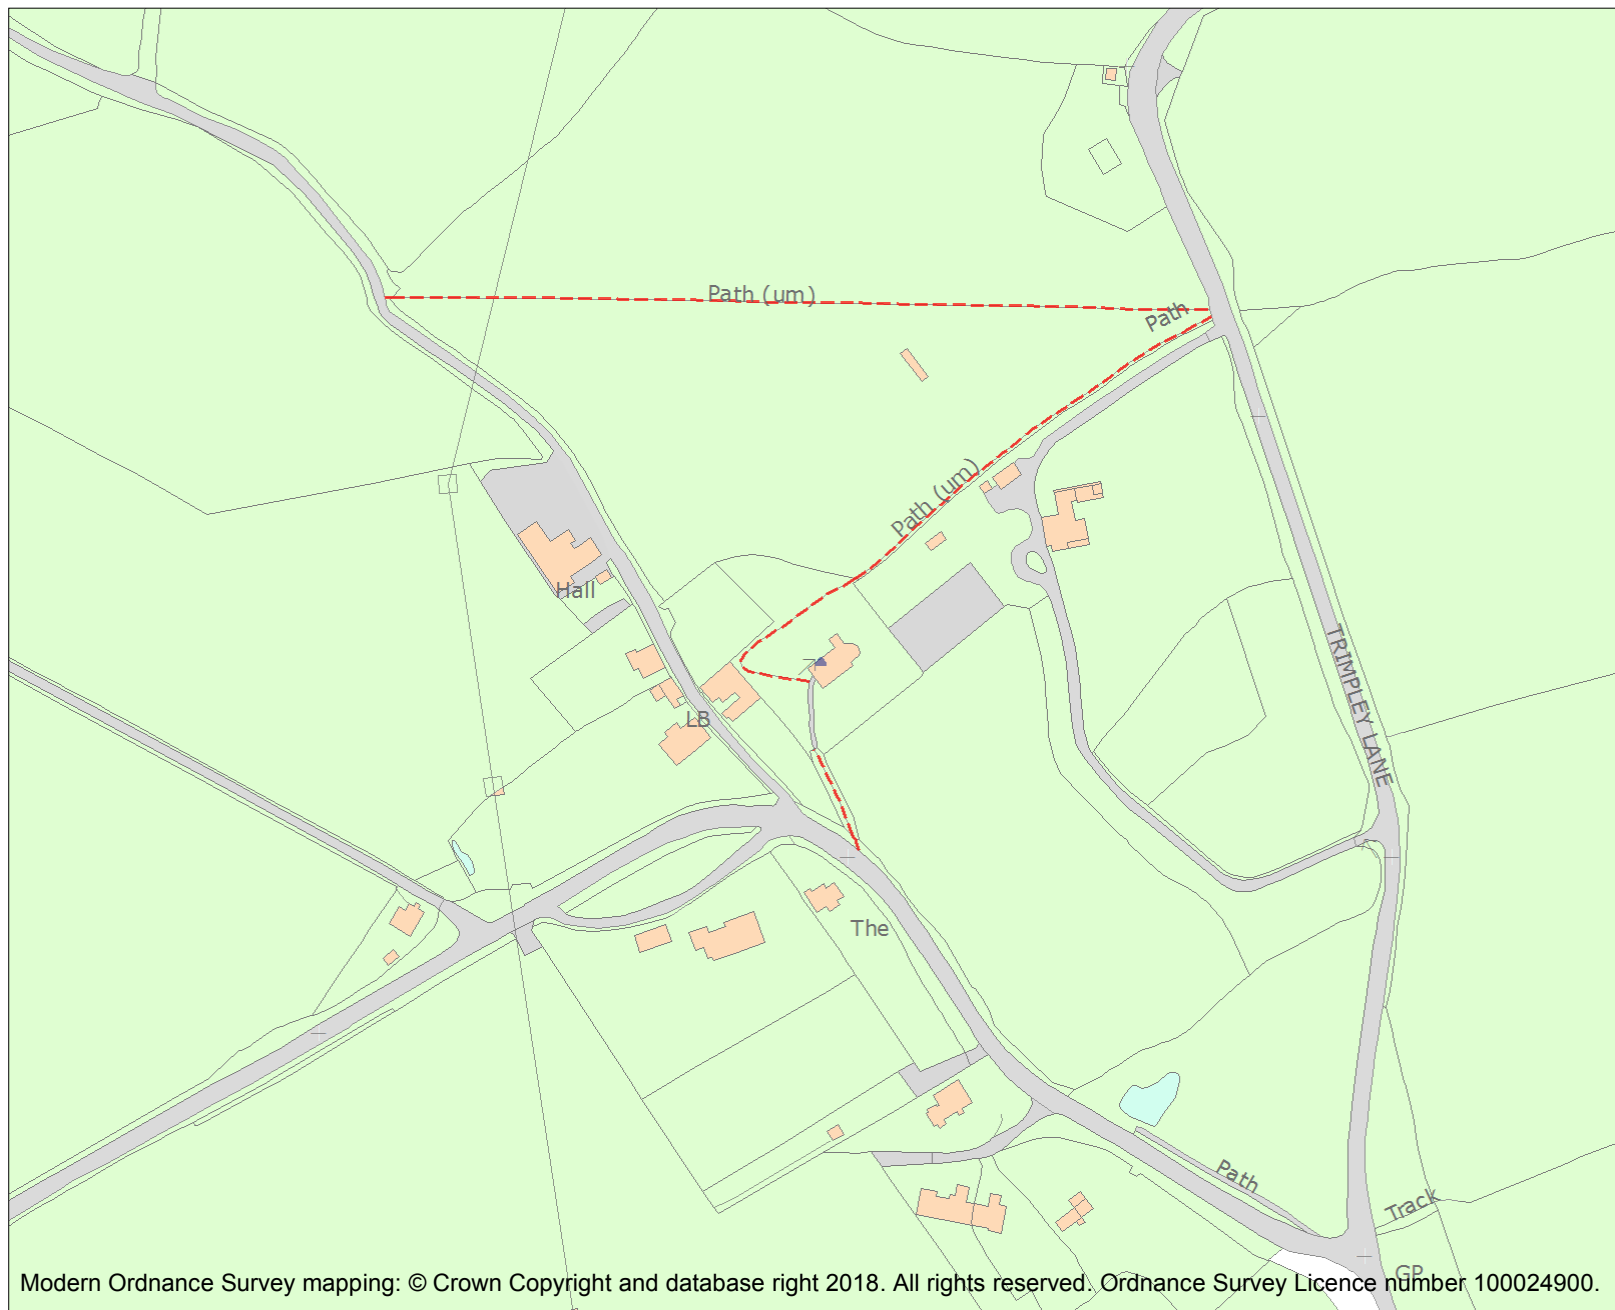 Path (um)
Path
Path (um)
Hall
TRIMPLEY LANE
LB
The
Path
Track
GP
Modern Ordnance Survey mapping: © Crown Copyright and database right 2018. All rights reserved. Ordnance Survey Licence number 100024900.